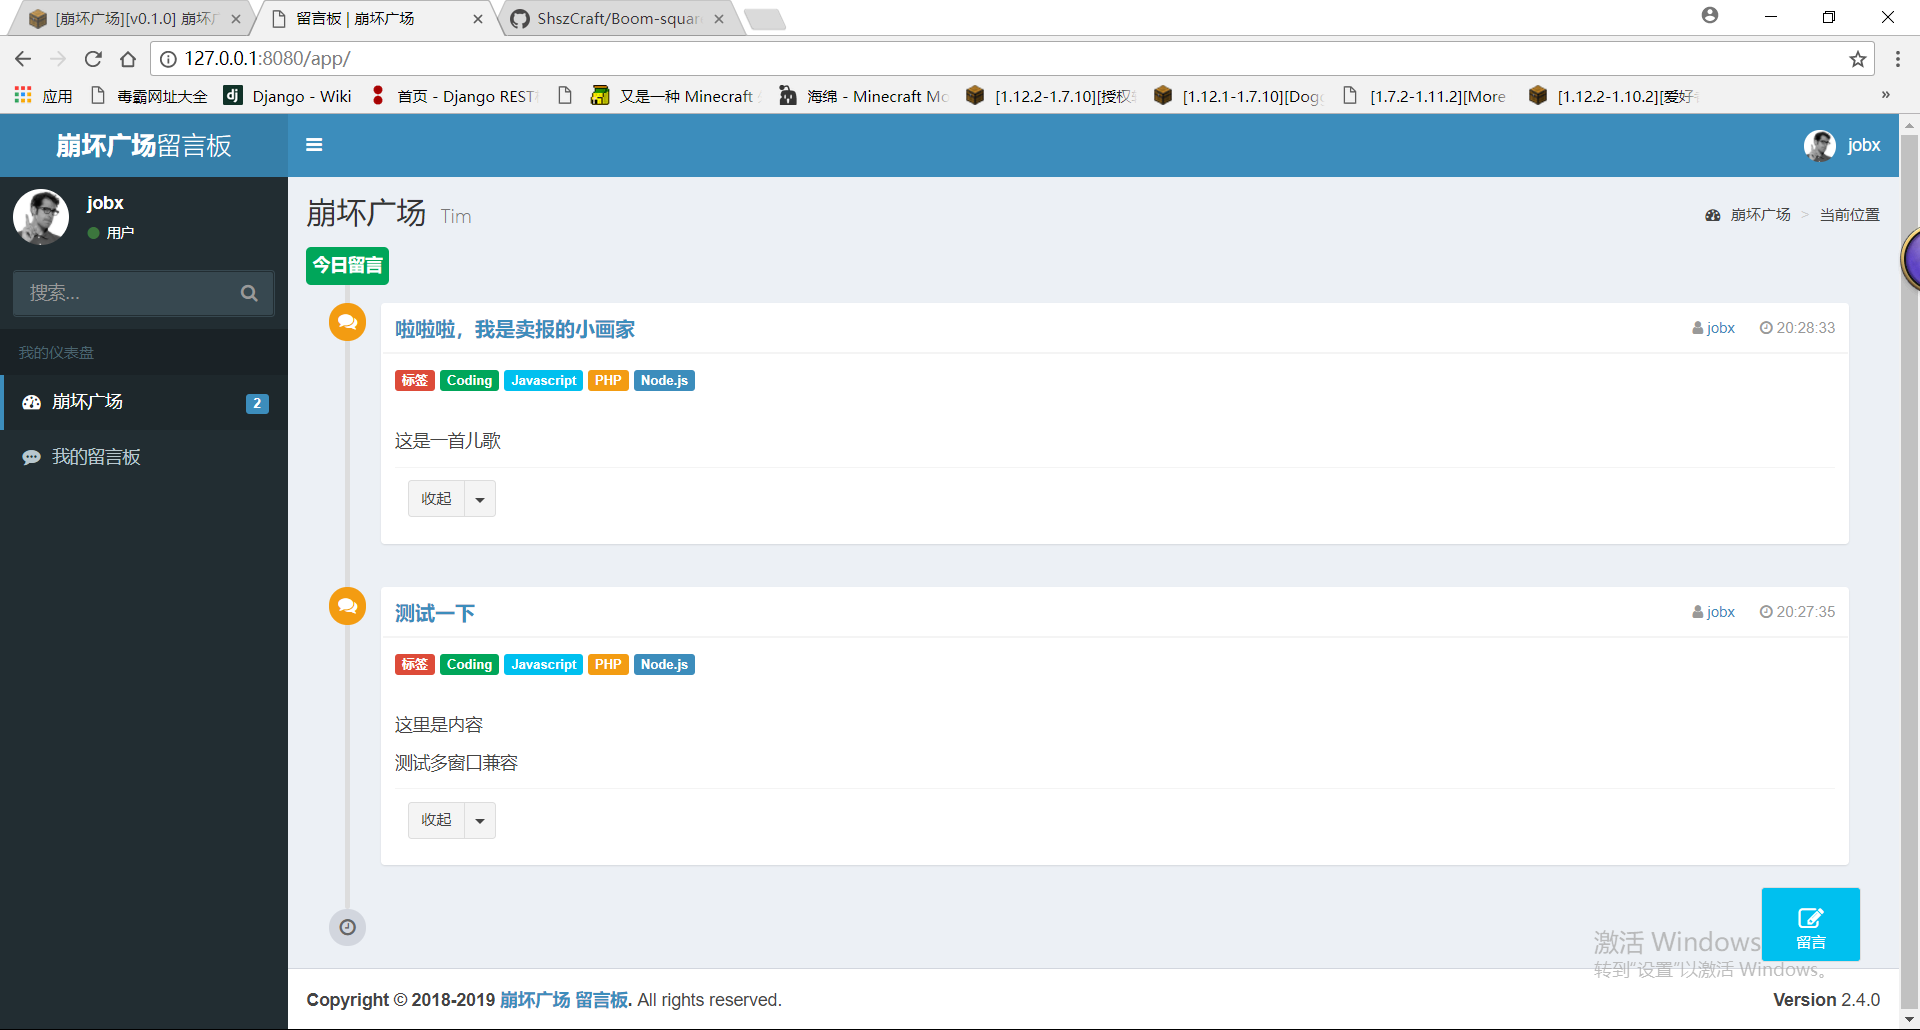 [崩坏广场][v0.1.0] 崩坏
留言板 | 崩坏广场
ShszCraft/Boom-squar
127.0.0.1:8080/app/
应用 毒霸网址大全 Django - Wiki 首页 - Django REST 又是一种 Minecraft 海绵 - Minecraft Mo [1.12.2-1.7.10][授权 [1.12.1-1.7.10][Dog [1.7.2-1.11.2][More [1.12.2-1.10.2][爱好 »
崩坏广场留言板
jobx
jobx
用户
搜索...
我的仪表盘
崩坏广场 2
我的留言板
崩坏广场 Tim
崩坏广场 > 当前位置
今日留言
啦啦啦，我是卖报的小画家 jobx 20:28:33
标签 Coding Javascript PHP Node.js
这是一首儿歌
收起
测试一下 jobx 20:27:35
标签 Coding Javascript PHP Node.js
这里是内容
测试多窗口兼容
收起
留言
激活 Windows
转到“设置”以激活 Windows。
Copyright © 2018-2019 崩坏广场 留言板. All rights reserved.
Version 2.4.0